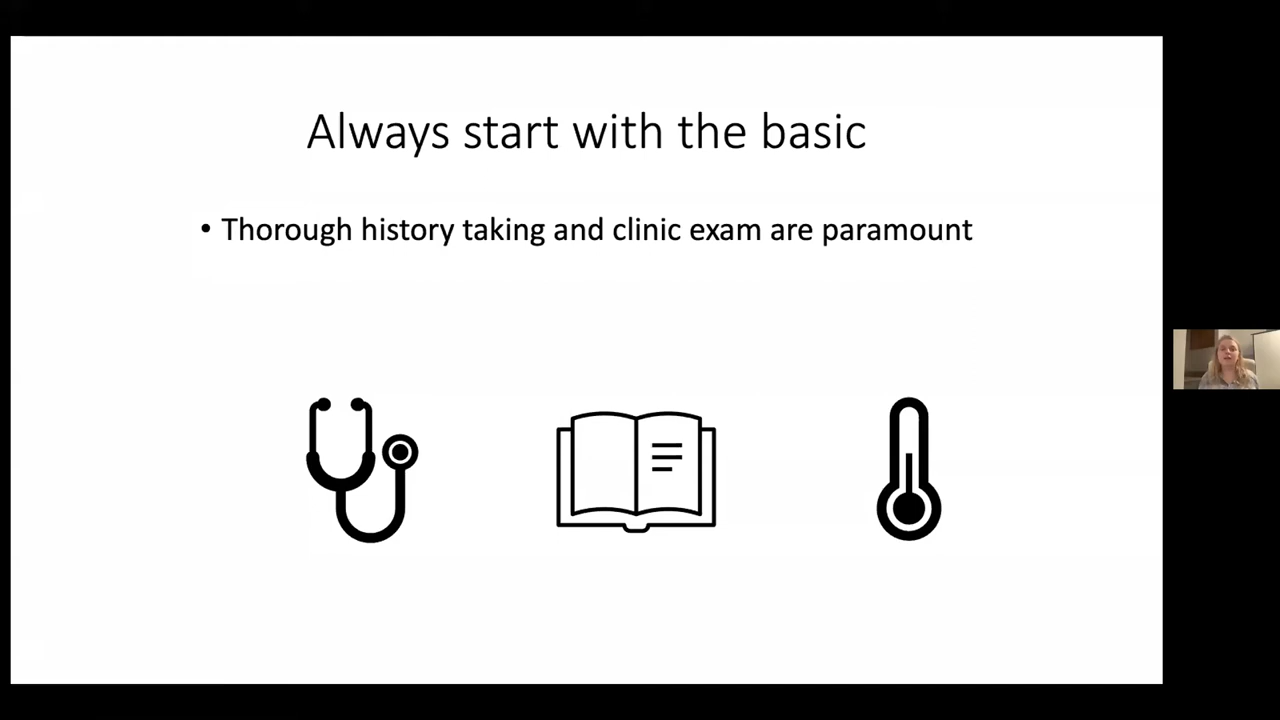 Always start with the basic
• Thorough history taking and clinic exam are paramount